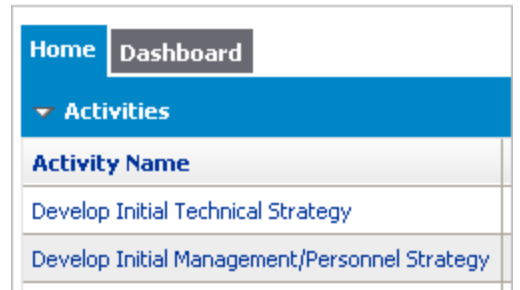 Home Dashboard
Activities
Activity Name
Develop Initial Technical Strategy
Develop Initial Management/Personnel Strategy